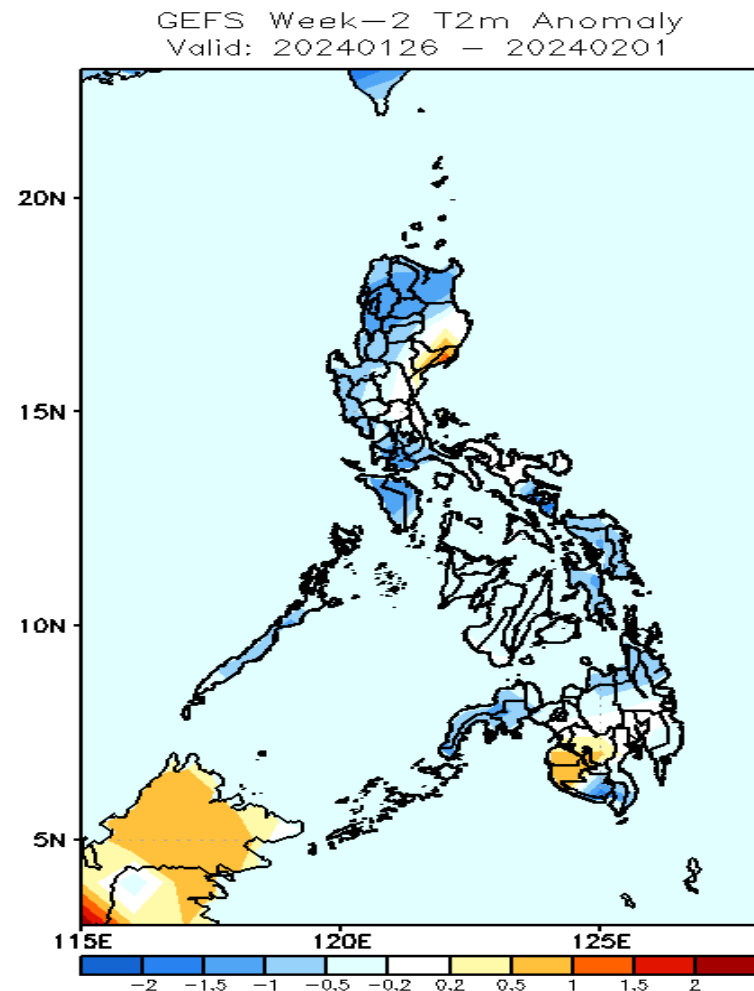 GEFS Week-2 T2m Anomaly
Valid: 20240126 - 20240201
20N
15N
10N
5N
115E 120E 125E
-2 -1.5 -1 -0.5 -0.2 0.2 0.5 1 1.5 2